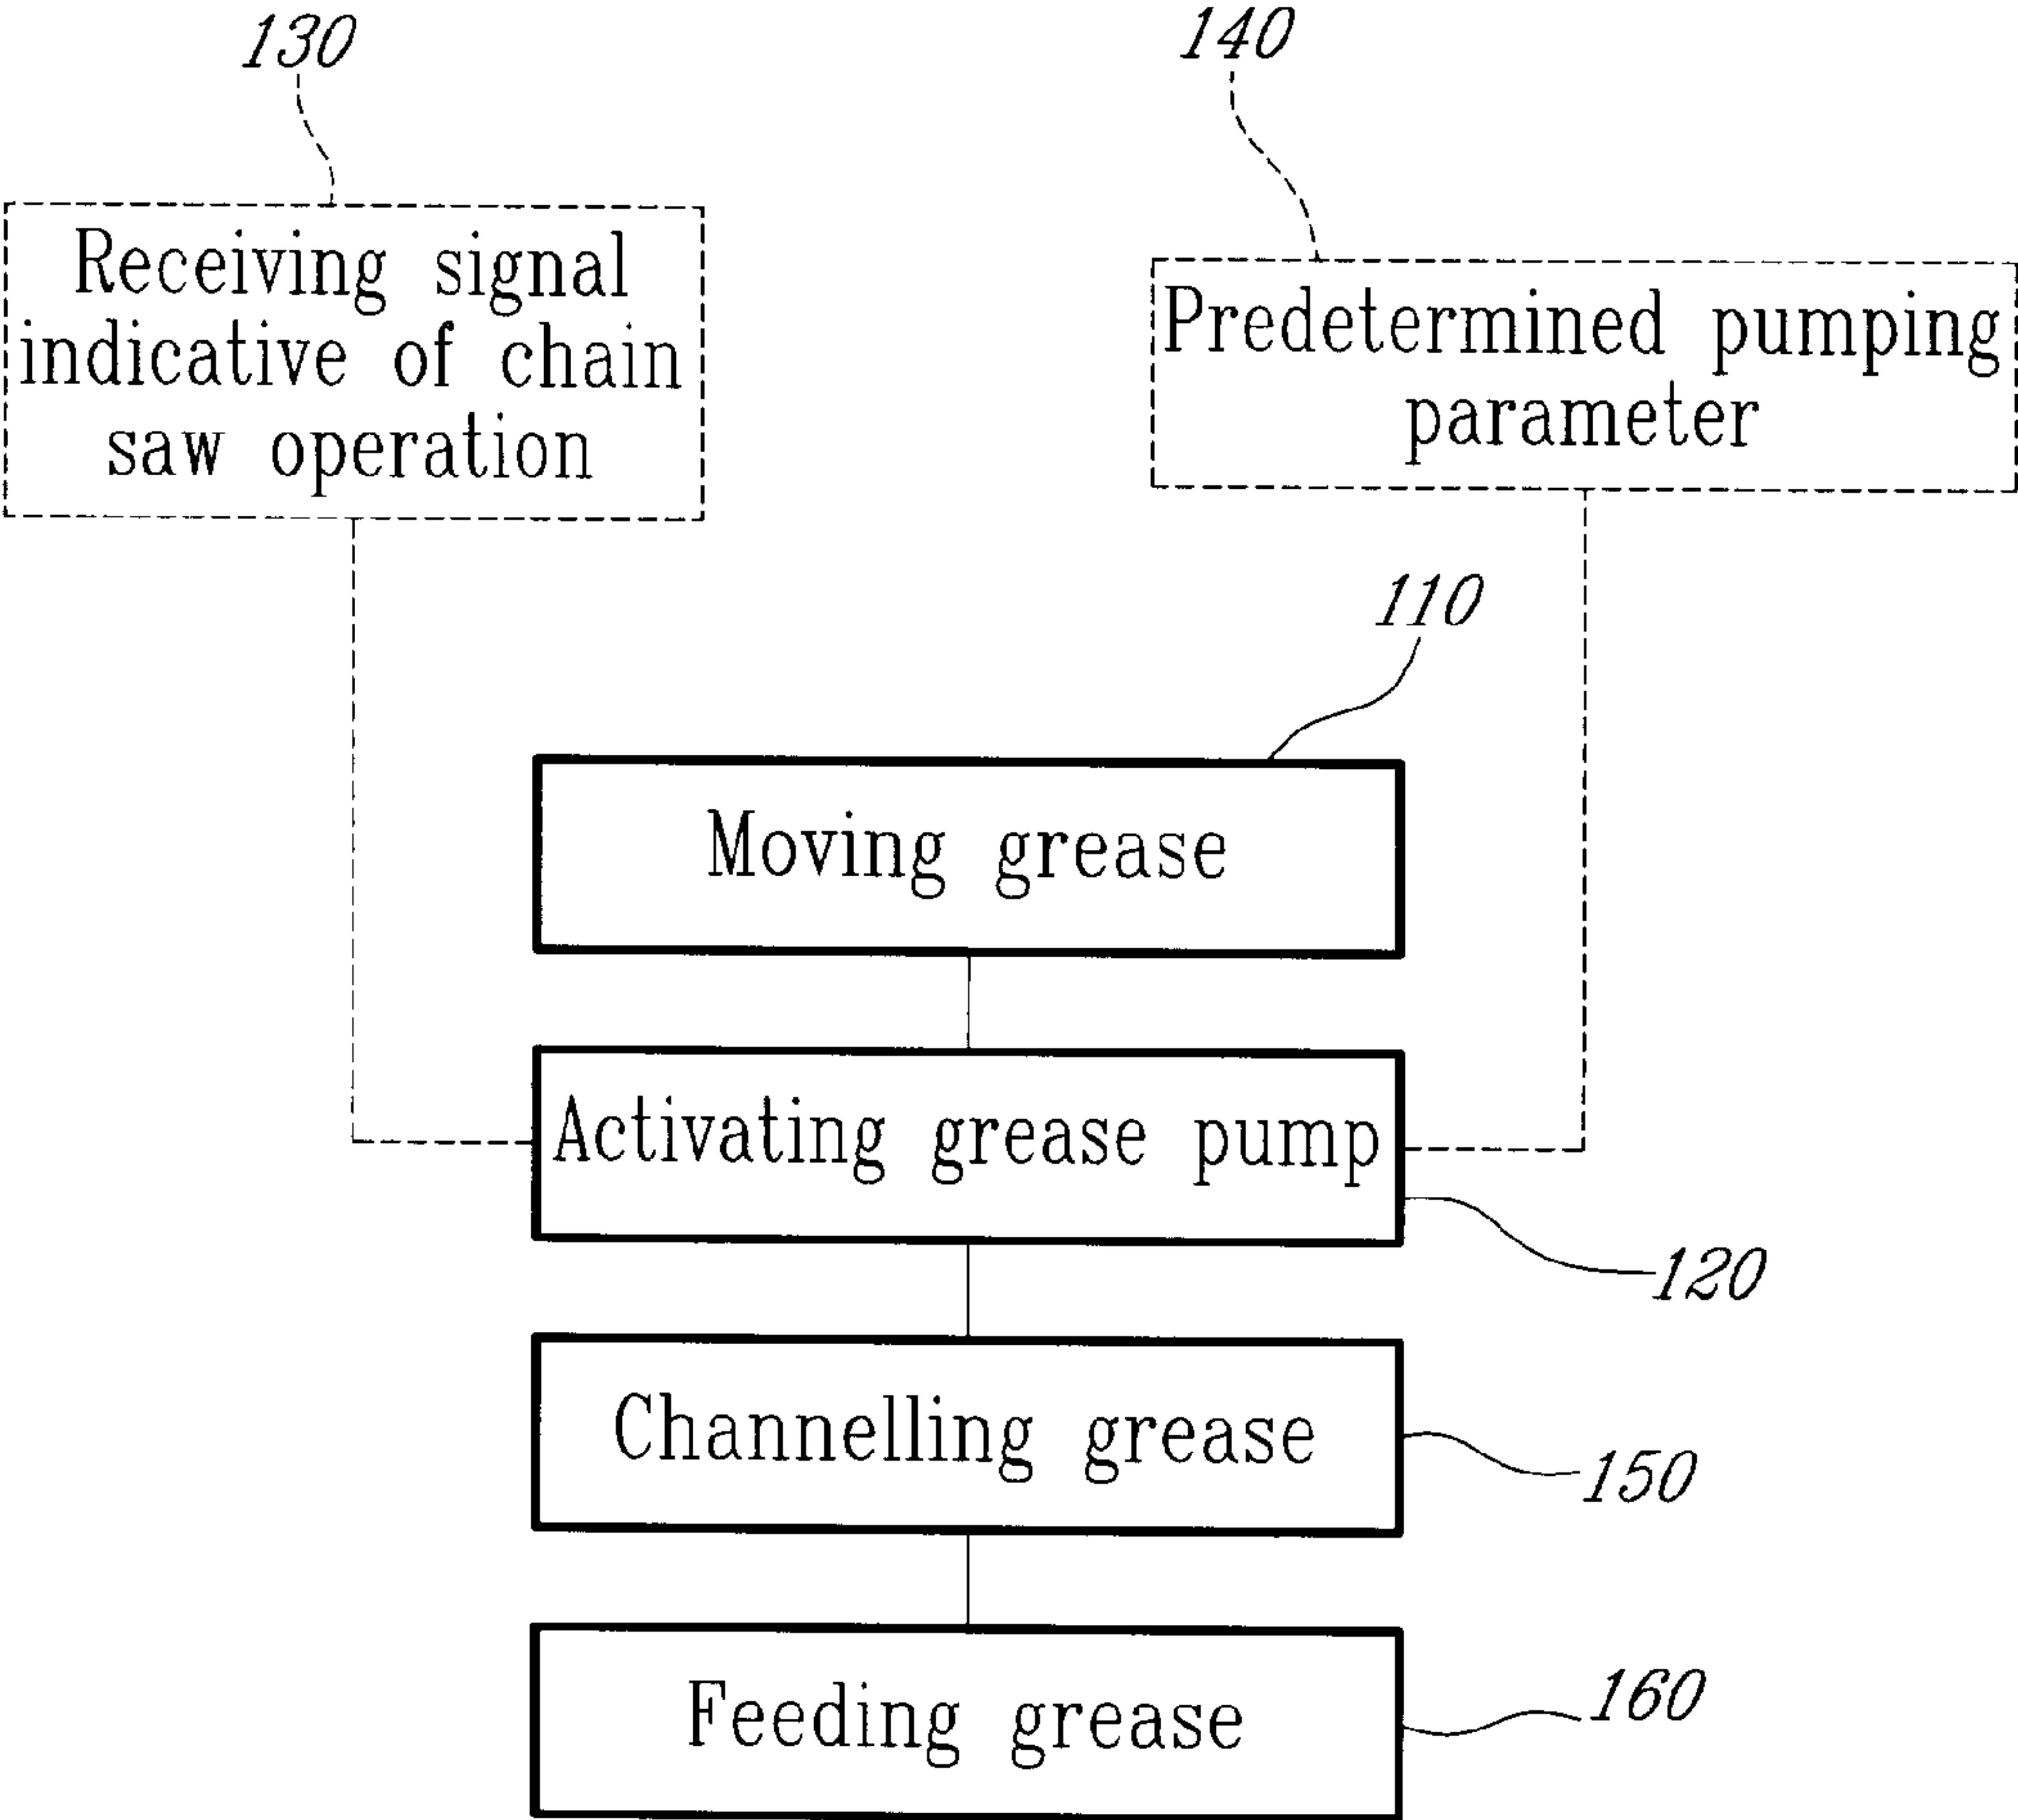 130
140
Receiving signal
indicative of chain
saw operation
Predetermined pumping
parameter
110
Moving grease
Activating grease pump
120
Channelling grease
150
Feeding grease
160